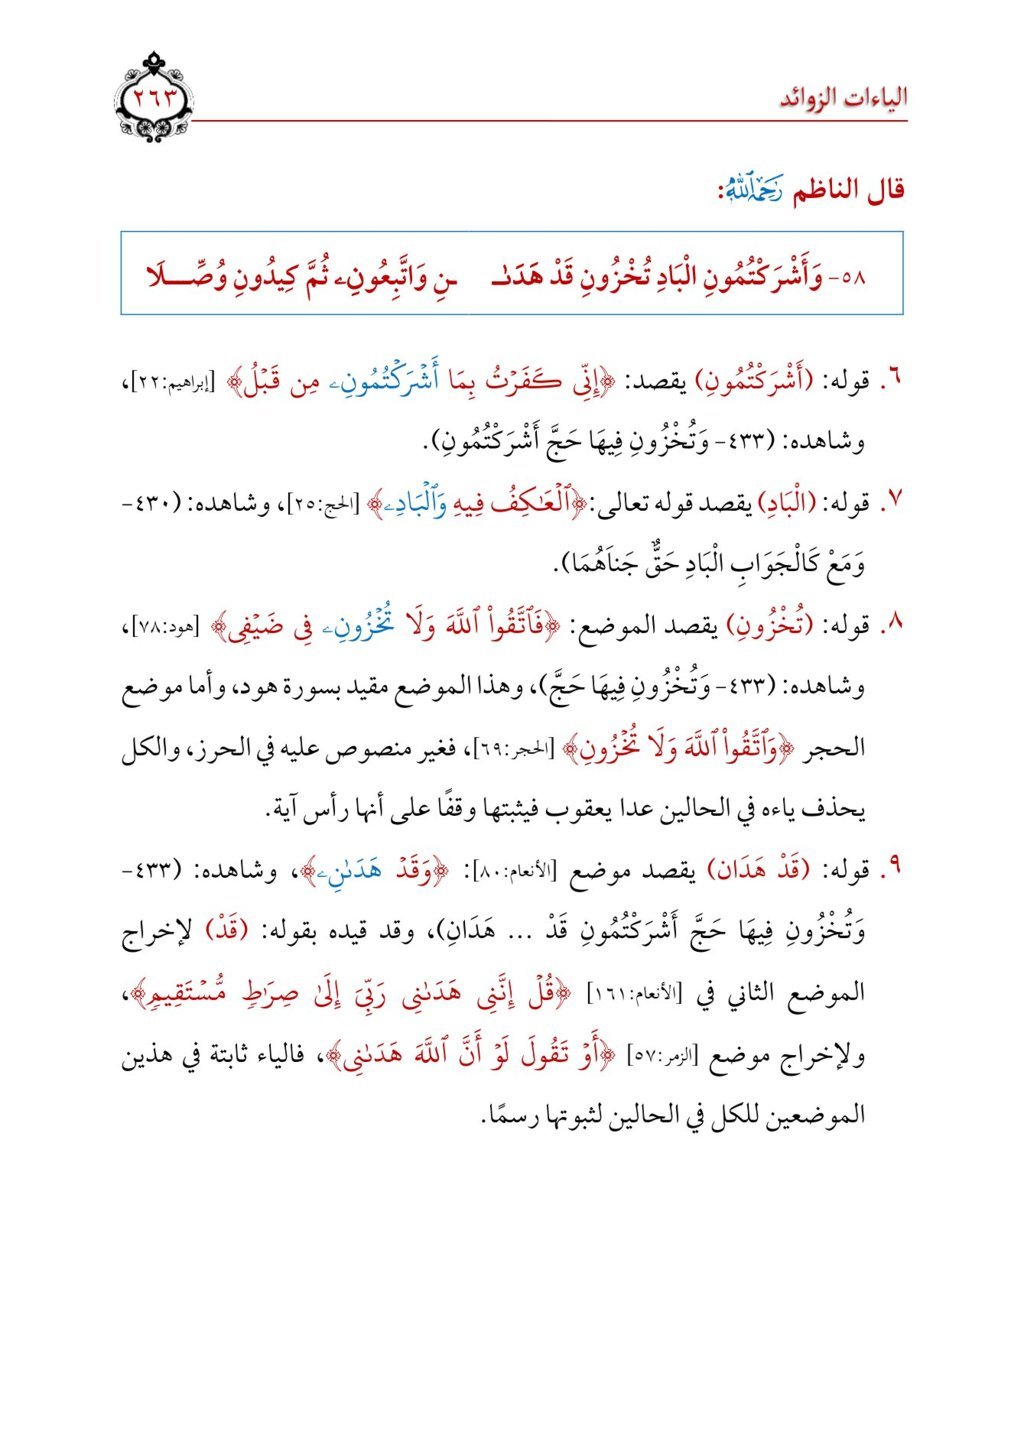 الياءات الزوائد
٢٦٣
قال الناظم رَحِمَهُ ٱللَّهُ:
٥٨- وَأَشْرَكْتُمُونِ الْبَادِ تُخْزُونِ قَدْ هَدَىٰـ ـنِ وَاتَّبِعُونِۦ ثُمَّ كِيدُونِ وُصِّـــلَا
٦. قوله: (أَشْرَكْتُمُونِ) يقصد: ﴿إِنِّي كَفَرْتُ بِمَا أَشْرَكْتُمُونِۦ مِن قَبْلُ﴾ [إبراهيم:٢٢]،
وشاهده: (٤٣٣- وَتُخْزُونِ فِيهَا حَجَّ أَشْرَكْتُمُونِ).
٧. قوله: (الْبَادِ) يقصد قوله تعالى: ﴿ٱلْعَـٰكِفُ فِيهِ وَٱلْبَادِۦ﴾ [الحج:٢٥]، وشاهده: (٤٣٠-
وَمَعْ كَالْجَوَابِ الْبَادِ حَقٌّ جَنَاهُمَا).
٨. قوله: (تُخْزُونِ) يقصد الموضع: ﴿فَٱتَّقُوا۟ ٱللَّهَ وَلَا تُخْزُونِۦ فِى ضَيْفِى﴾ [هود:٧٨]،
وشاهده: (٤٣٣- وَتُخْزُونِ فِيهَا حَجَّ)، وهذا الموضع مقيد بسورة هود، وأما موضع
الحجر ﴿وَٱتَّقُوا۟ ٱللَّهَ وَلَا تُخْزُونِ﴾ [الحجر:٦٩]، فغير منصوص عليه في الحرز، والكل
يحذف ياءه في الحالين عدا يعقوب فيثبتها وقفًا على أنها رأس آية.
٩. قوله: (قَدْ هَدَان) يقصد موضع [الأنعام:٨٠]: ﴿وَقَدْ هَدَىٰنِۦ﴾، وشاهده: (٤٣٣-
وَتُخْزُونِ فِيهَا حَجَّ أَشْرَكْتُمُونِ قَدْ ... هَدَانِ)، وقد قيده بقوله: (قَدْ) لإخراج
الموضع الثاني في [الأنعام:١٦١] ﴿قُلْ إِنَّنِى هَدَىٰنِى رَبِّىٓ إِلَىٰ صِرَٰطٍ مُّسْتَقِيمٍ﴾،
ولإخراج موضع [الزمر:٥٧] ﴿أَوْ تَقُولَ لَوْ أَنَّ ٱللَّهَ هَدَىٰنِى﴾، فالياء ثابتة في هذين
الموضعين للكل في الحالين لثبوتها رسمًا.